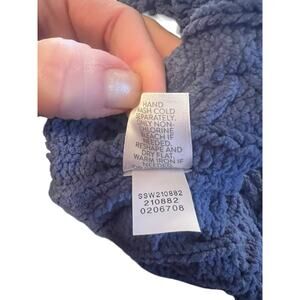 HAND
WASH COLD
SEPARATELY.
ONLY NON-
CHLORINE
BLEACH IF
NEEDED.
RESHAPE AND
DRY FLAT.
WARM IRON IF
NEEDED.
SSW210882
210882
0206708